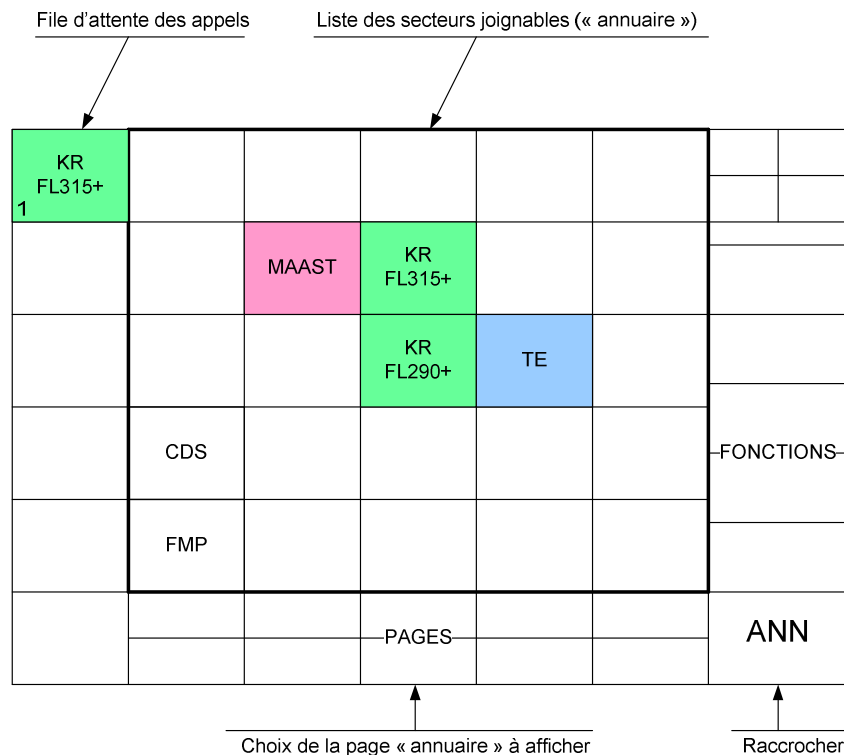 File d'attente des appels
Liste des secteurs joignables (« annuaire »)
KR
FL315+
1
MAAST
KR
FL315+
KR
FL290+
TE
CDS
FONCTIONS
FMP
PAGES
ANN
Choix de la page « annuaire » à afficher
Raccrocher